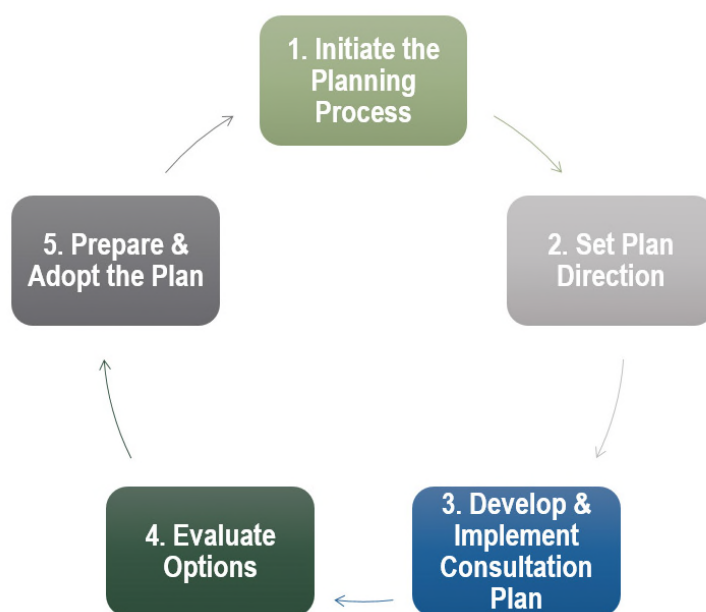 1. Initiate the
Planning
Process
2. Set Plan
Direction
3. Develop &
Implement
Consultation
Plan
4. Evaluate
Options
5. Prepare &
Adopt the Plan